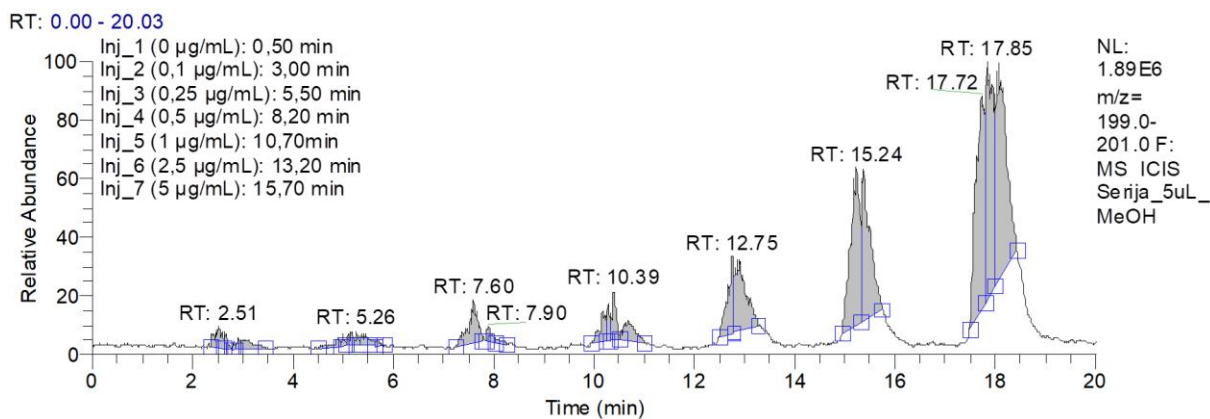 RT: 0.00 - 20.03
Inj_1 (0 µg/mL): 0,50 min
Inj_2 (0,1 µg/mL): 3,00 min
Inj_3 (0,25 µg/mL): 5,50 min
Inj_4 (0,5 µg/mL): 8,20 min
Inj_5 (1 µg/mL): 10,70min
Inj_6 (2,5 µg/mL): 13,20 min
Inj_7 (5 µg/mL): 15,70 min
RT: 17.85
RT: 17.72
RT: 15.24
RT: 12.75
RT: 10.39
RT: 7.60
RT: 7.90
RT: 5.26
RT: 2.51
NL:
1.89E6
m/z=
199.0-
201.0 F:
MS ICIS
Serija_5uL_
MeOH
Relative Abundance
100
80
60
40
20
0
0 2 4 6 8 10 12 14 16 18 20
Time (min)